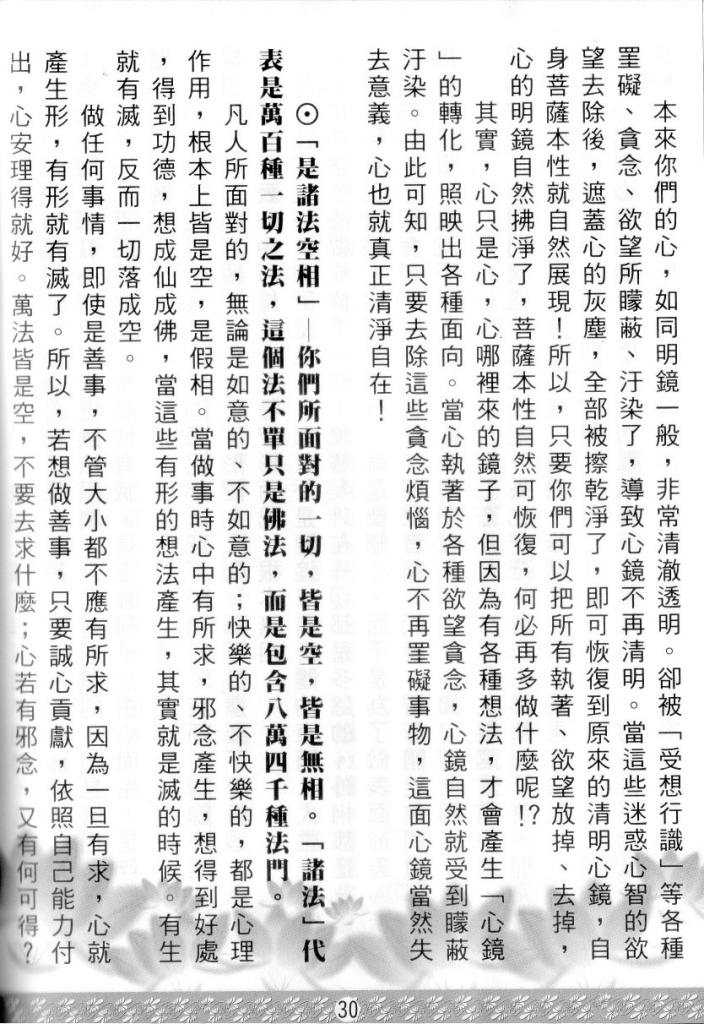 本來你們的心，如同明鏡一般，非常清澈透明。卻被「受想行識」等各種
罣礙、貪念、欲望所矇蔽、汙染了，導致心鏡不再清明。當這些迷惑心智的欲
望去除後，遮蓋心的灰塵，全部被擦乾淨了，即可恢復到原來的清明心鏡，自
身菩薩本性就自然展現！所以，只要你們可以把所有執著、欲望放掉、去掉，
心的明鏡自然拂淨了，菩薩本性自然可恢復，何必再多做什麼呢!?
其實，心只是心，心哪裡來的鏡子，但因為有各種想法，才會產生「心鏡
」的轉化，照映出各種面向。當心執著於各種欲望貪念，心鏡自然就受到矇蔽
汙染。由此可知，只要去除這些貪念煩惱，心不再罣礙事物，這面心鏡當然失
去意義，心也就真正清淨自在！
⊙「是諸法空相」—你們所面對的一切，皆是空，皆是無相。「諸法」代
表是萬百種一切之法，這個法不單只是佛法，而是包含八萬四千種法門。
凡人所面對的，無論是如意的、不如意的；快樂的、不快樂的，都是心理
作用，根本上皆是空，是假相。當做事時心中有所求，邪念產生，想得到好處
，得到功德，想成仙成佛，當這些有形的想法產生，其實就是滅的時候。有生
就有滅，反而一切落成空。
做任何事情，即使是善事，不管大小都不應有所求，因為一旦有求，心就
產生形，有形就有滅了。所以，若想做善事，只要誠心貢獻，依照自己能力付
出，心安理得就好。萬法皆是空，不要去求什麼；心若有邪念，又有何可得？
30